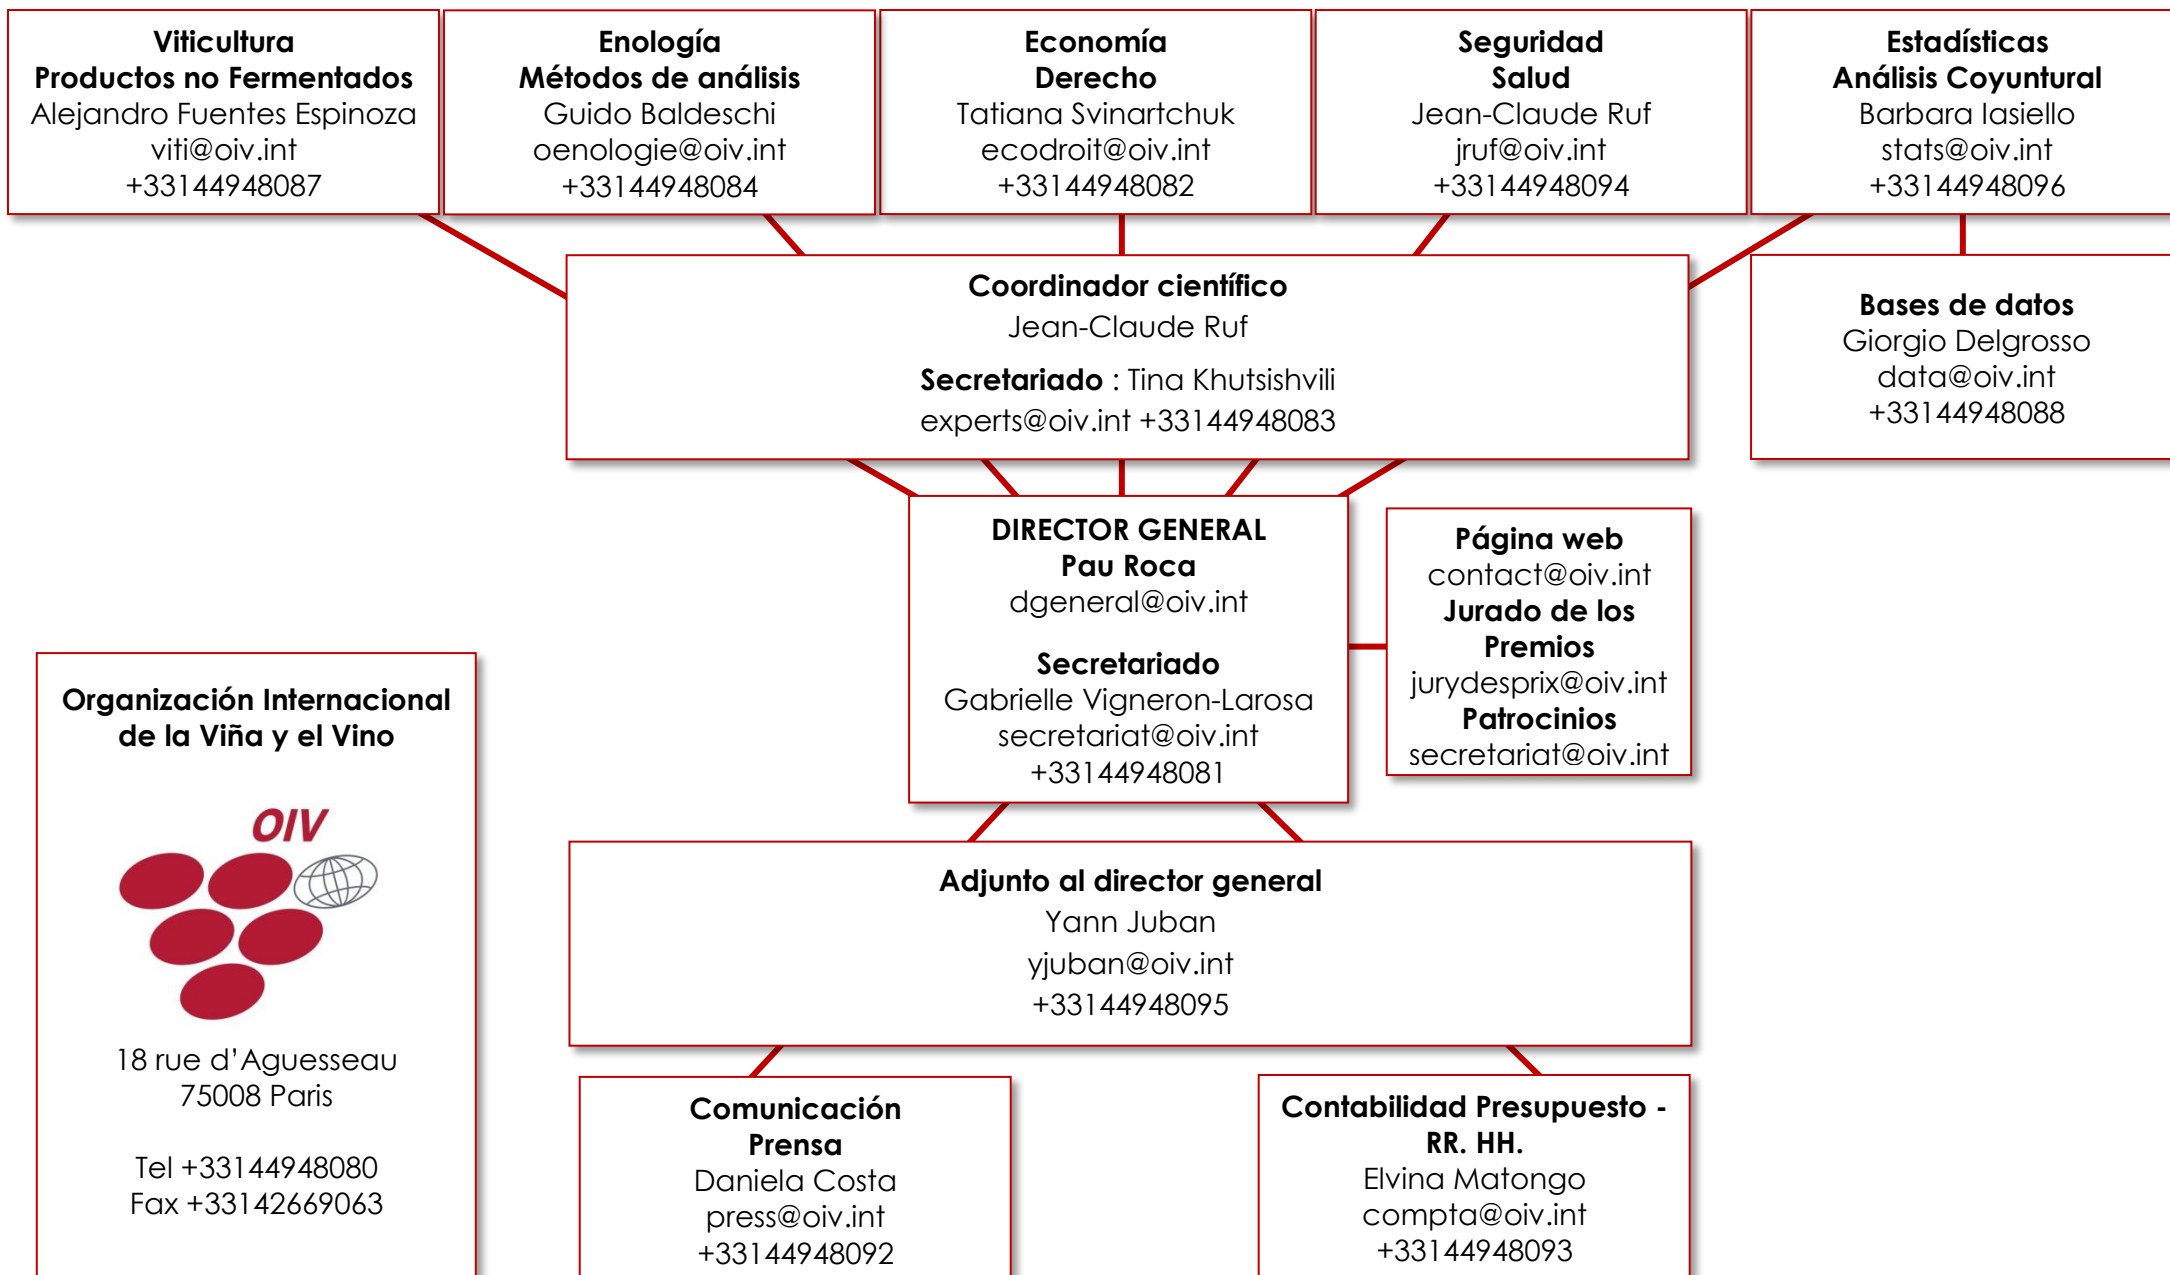 Viticultura
Productos no Fermentados
Alejandro Fuentes Espinoza
viti@oiv.int
+33144948087
Enología
Métodos de análisis
Guido Baldeschi
oenologie@oiv.int
+33144948084
Economía
Derecho
Tatiana Svinartchuk
ecodroit@oiv.int
+33144948082
Seguridad
Salud
Jean-Claude Ruf
jruf@oiv.int
+33144948094
Estadísticas
Análisis Coyuntural
Barbara Iasiello
stats@oiv.int
+33144948096
Coordinador científico
Jean-Claude Ruf
Secretariado : Tina Khutsishvili
experts@oiv.int +33144948083
Bases de datos
Giorgio Delgrosso
data@oiv.int
+33144948088
DIRECTOR GENERAL
Pau Roca
dgeneral@oiv.int
Secretariado
Gabrielle Vigneron-Larosa
secretariat@oiv.int
+33144948081
Página web
contact@oiv.int
Jurado de los
Premios
jurydesprix@oiv.int
Patrocinios
secretariat@oiv.int
Organización Internacional
de la Viña y el Vino
OIV
18 rue d’Aguesseau
75008 Paris
Tel +33144948080
Fax +33142669063
Adjunto al director general
Yann Juban
yjuban@oiv.int
+33144948095
Comunicación
Prensa
Daniela Costa
press@oiv.int
+33144948092
Contabilidad Presupuesto -
RR. HH.
Elvina Matongo
compta@oiv.int
+33144948093